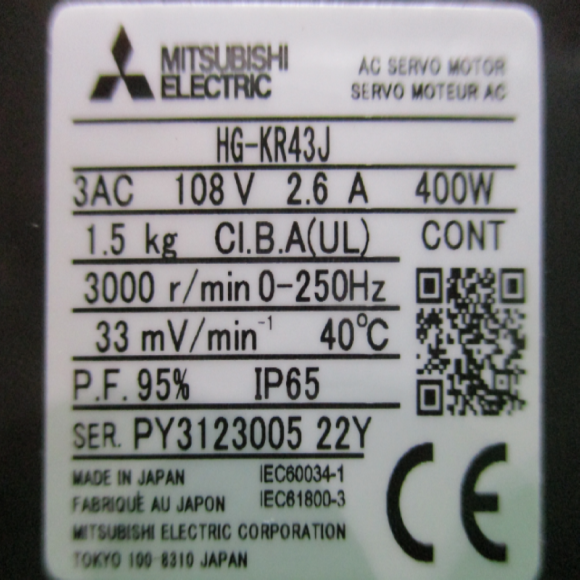 MITSUBISHI ELECTRIC
AC SERVO MOTOR
SERVO MOTEUR AC
HG-KR43J
3AC 108 V 2.6 A 400W
1.5 kg CI.B.A(UL) CONT
3000 r/min 0-250Hz
33 mV/min⁻¹ 40℃
P.F. 95% IP65
SER. PY3123005 22Y
MADE IN JAPAN IEC60034-1
FABRIQUÉ AU JAPON IEC61800-3
MITSUBISHI ELECTRIC CORPORATION
TOKYO 100-8310 JAPAN
CE